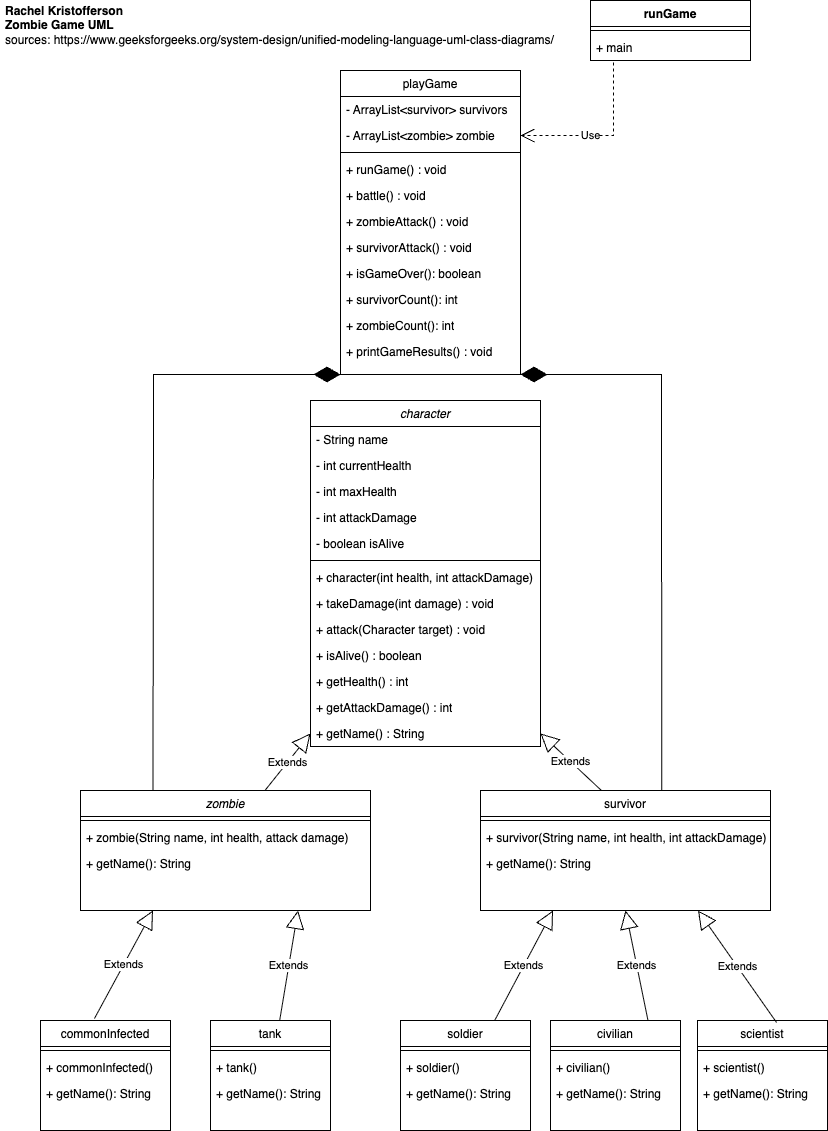 Rachel Kristofferson
Zombie Game UML
sources: https://www.geeksforgeeks.org/system-design/unified-modeling-language-uml-class-diagrams/
runGame
+ main
playGame
- ArrayList<survivor> survivors
- ArrayList<zombie> zombie
Use
+ runGame() : void
+ battle() : void
+ zombieAttack() : void
+ survivorAttack() : void
+ isGameOver(): boolean
+ survivorCount(): int
+ zombieCount(): int
+ printGameResults() : void
character
- String name
- int currentHealth
- int maxHealth
- int attackDamage
- boolean isAlive
+ character(int health, int attackDamage)
+ takeDamage(int damage) : void
+ attack(Character target) : void
+ isAlive() : boolean
+ getHealth() : int
+ getAttackDamage() : int
+ getName() : String
Extends
Extends
zombie
+ zombie(String name, int health, attack damage)
+ getName(): String
survivor
+ survivor(String name, int health, int attackDamage)
+ getName(): String
Extends
Extends
Extends
Extends
Extends
commonInfected
+ commonInfected()
+ getName(): String
tank
+ tank()
+ getName(): String
soldier
+ soldier()
+ getName(): String
civilian
+ civilian()
+ getName(): String
scientist
+ scientist()
+ getName(): String